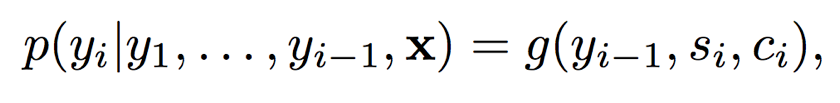 p(y_i|y_1, . . . , y_{i−1}, x) = g(y_{i−1}, s_i, c_i),